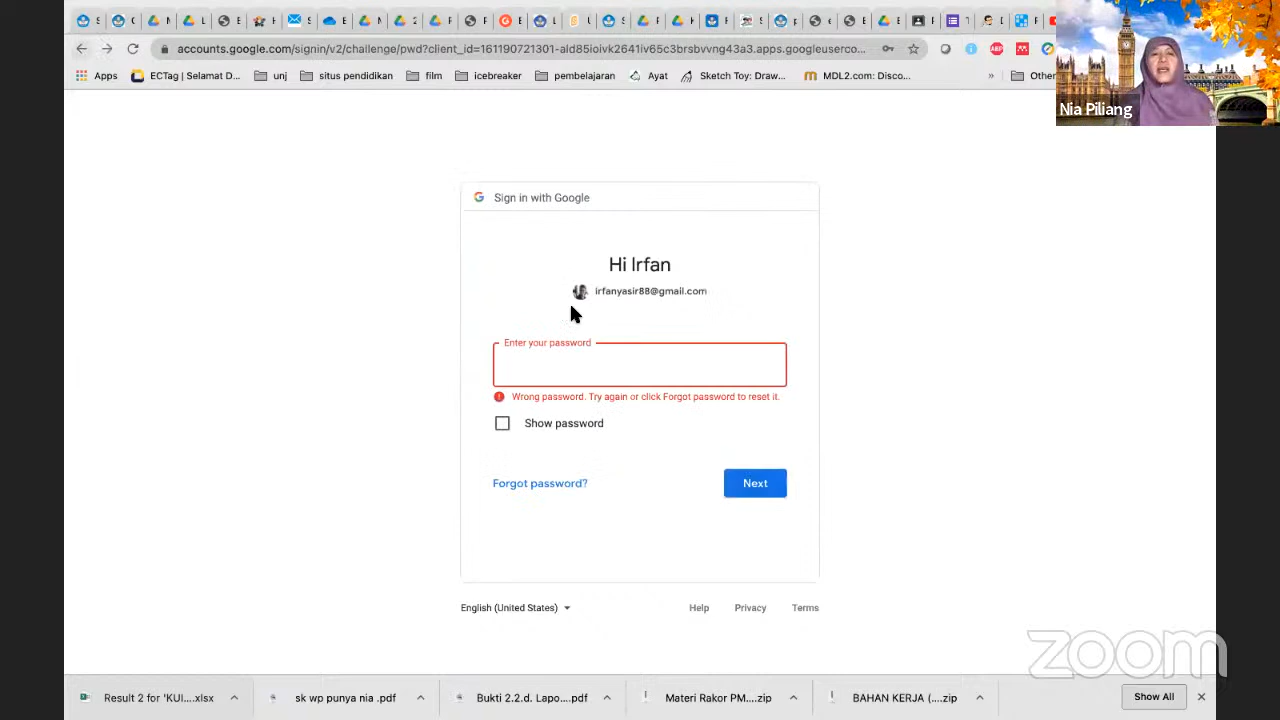 accounts.google.com/signin/v2/challenge/pwd?client_id=161190721301-ald85ioivk2641iv65c3broovvng43a3.apps.googleuserco...
Apps
ECTag | Selamat D...
unj
situs pendidikan
film
icebreaker
pembelajaran
Ayat
Sketch Toy: Draw...
MDL2.com: Disco...
»
Other
Nia Piliang
Sign in with Google
Hi Irfan
irfanyasir88@gmail.com
Enter your password
Wrong password. Try again or click Forgot password to reset it.
Show password
Forgot password?
Next
English (United States)
Help
Privacy
Terms
zoom
Result 2 for 'KUI....xlsx
sk wp punya nia .pdf
Bukti 2.2.d. Lapo....pdf
Materi Rakor PM....zip
BAHAN KERJA (....zip
Show All